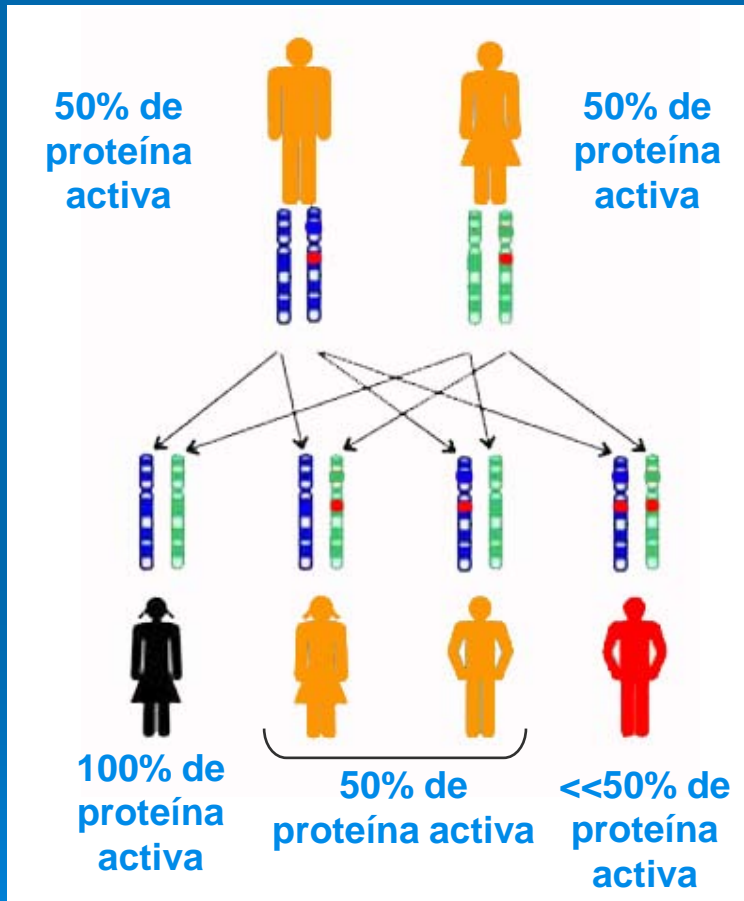 50% de
proteína
activa
50% de
proteína
activa
100% de
proteína
activa
50% de
proteína activa
<<50% de
proteína
activa